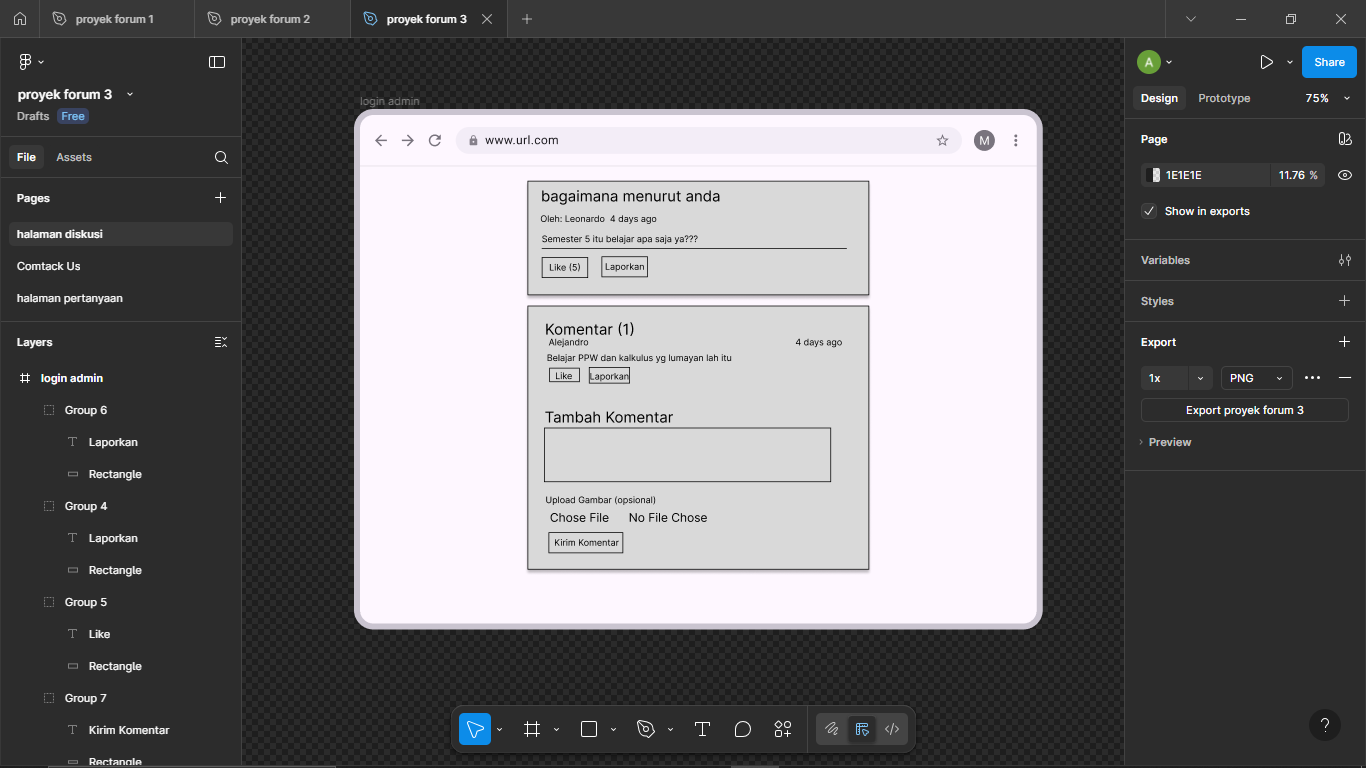 proyek forum 1
proyek forum 2
proyek forum 3
proyek forum 3
Drafts Free
File Assets
Pages
halaman diskusi
Comtack Us
halaman pertanyaan
Layers
login admin
Group 6
Laporkan
Rectangle
Group 4
Laporkan
Rectangle
Group 5
Like
Rectangle
Group 7
Kirim Komentar
Rectangle
login admin
www.url.com
M
bagaimana menurut anda
Oleh: Leonardo 4 days ago
Semester 5 itu belajar apa saja ya???
Like (5) Laporkan
Komentar (1)
Alejandro 4 days ago
Belajar PPW dan kalkulus yg lumayan lah itu
Like Laporkan
Tambah Komentar
Upload Gambar (opsional)
Chose File No File Chose
Kirim Komentar
A
Share
Design Prototype 75%
Page
1E1E1E 11.76 %
Show in exports
Variables
Styles
Export
1x PNG
Export proyek forum 3
Preview
?